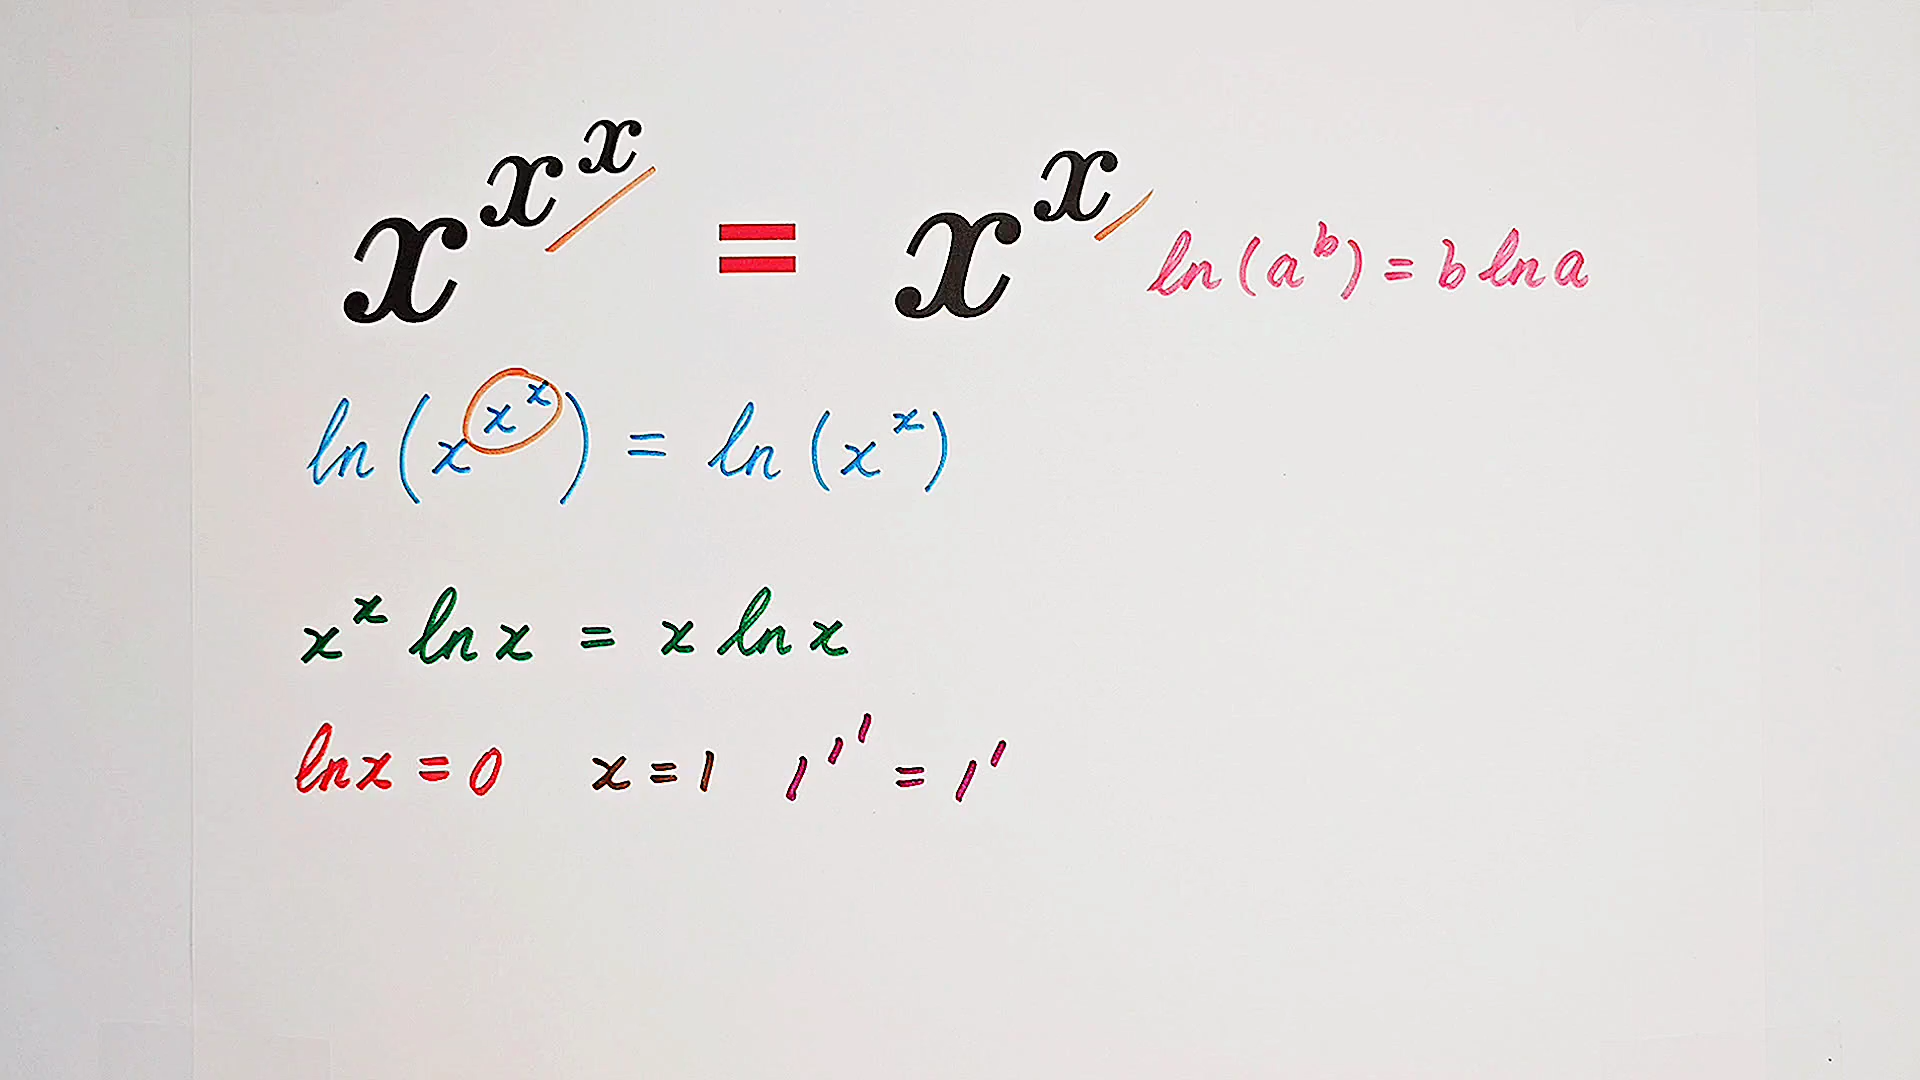 x^{x^x} = x^x ln(a^b) = b ln a
ln(x^{x^x}) = ln(x^x)
x^x ln x = x ln x
ln x = 0 x = 1 1^{1^1} = 1^1